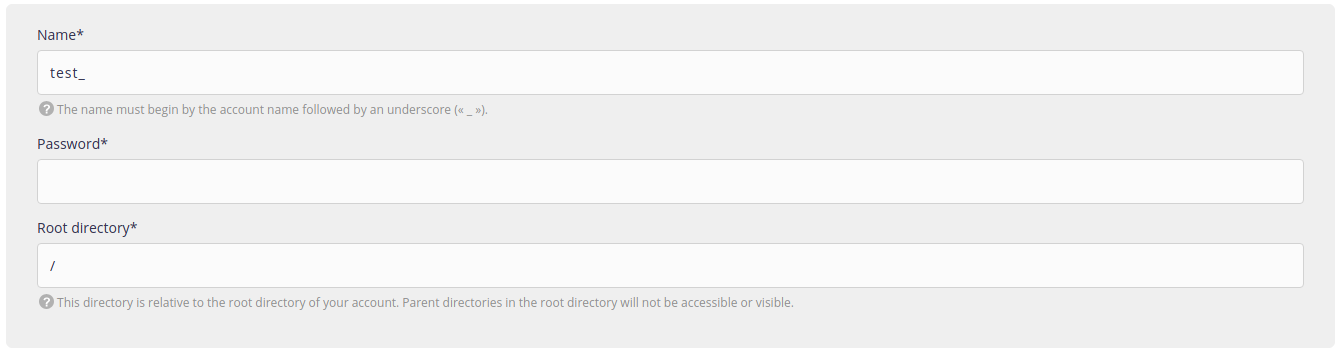 Name*
test_
? The name must begin by the account name followed by an underscore (« _ »).
Password*
Root directory*
/
? This directory is relative to the root directory of your account. Parent directories in the root directory will not be accessible or visible.